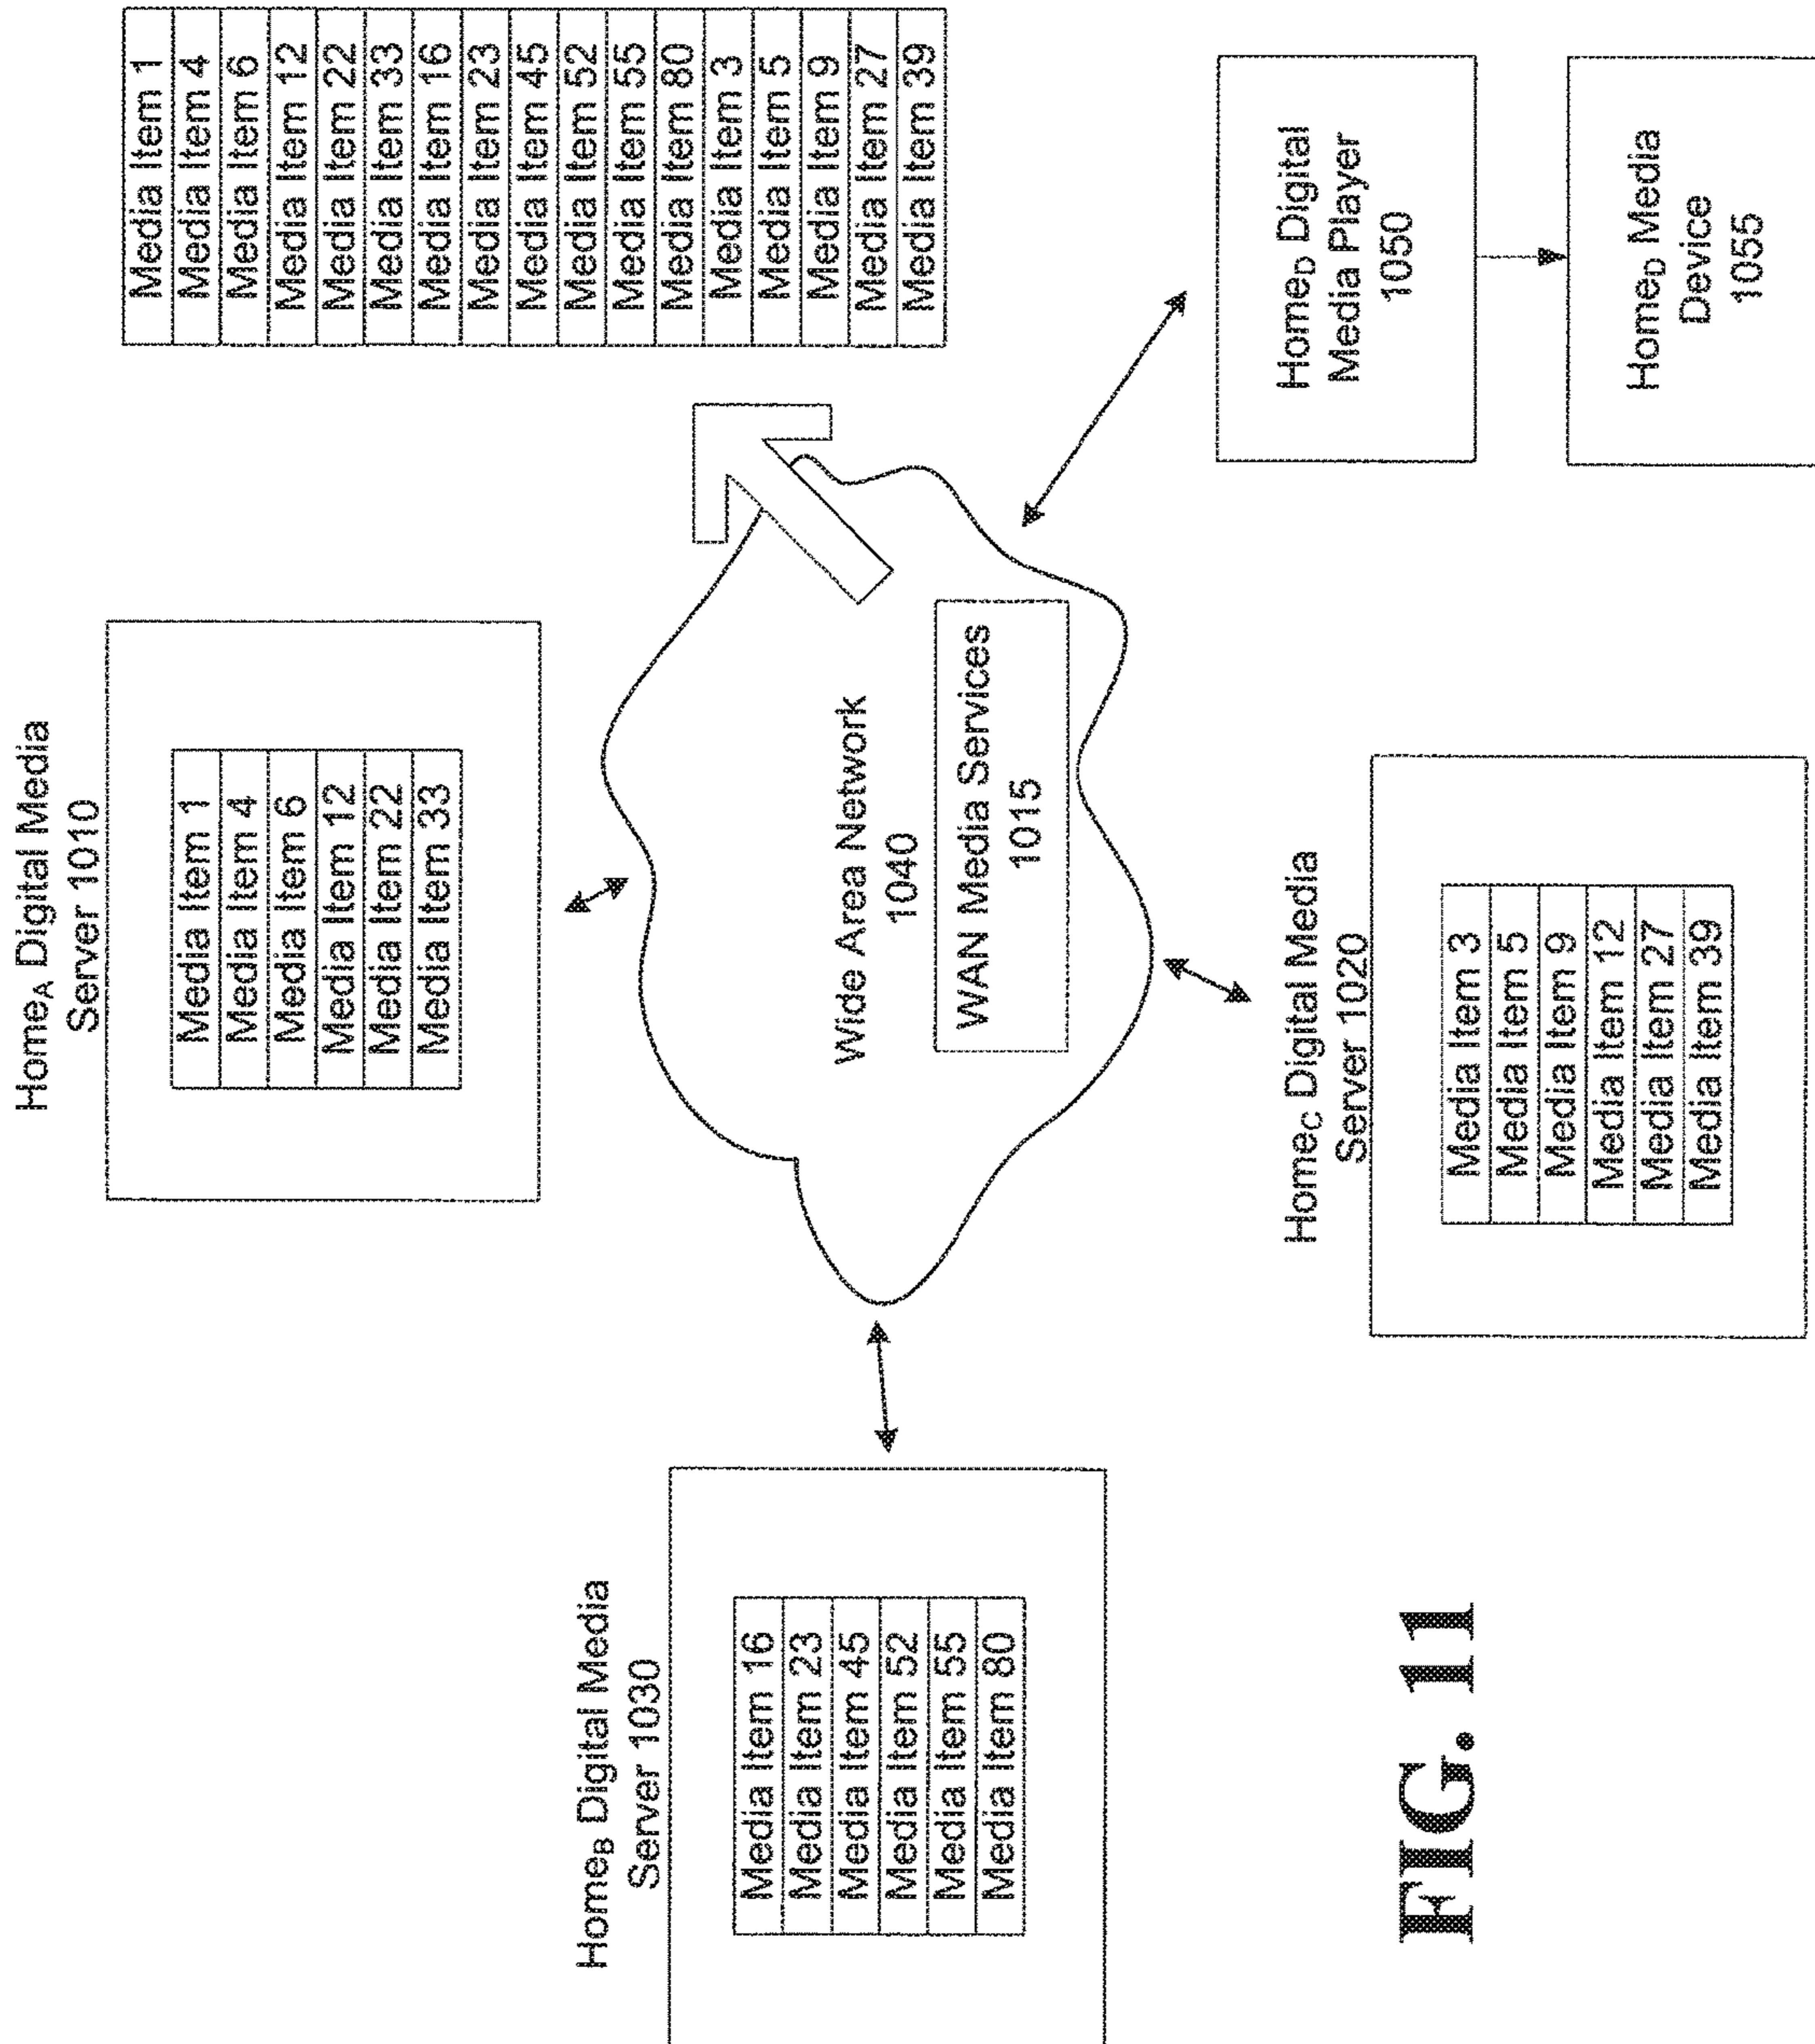 Home_A Digital Media
Server 1010
Media Item 1
Media Item 4
Media Item 6
Media Item 12
Media Item 22
Media Item 33
Media Item 1
Media Item 4
Media Item 6
Media Item 12
Media Item 22
Media Item 33
Media Item 16
Media Item 23
Media Item 45
Media Item 52
Media Item 55
Media Item 80
Media Item 3
Media Item 5
Media Item 9
Media Item 27
Media Item 39
Home_B Digital Media
Server 1030
Media Item 16
Media Item 23
Media Item 45
Media Item 52
Media Item 55
Media Item 80
Wide Area Network
1040
WAN Media Services
1015
Home_C Digital Media
Server 1020
Media Item 3
Media Item 5
Media Item 9
Media Item 12
Media Item 27
Media Item 39
Home_D Digital
Media Player
1050
Home_D Media
Device
1055
FIG. 11